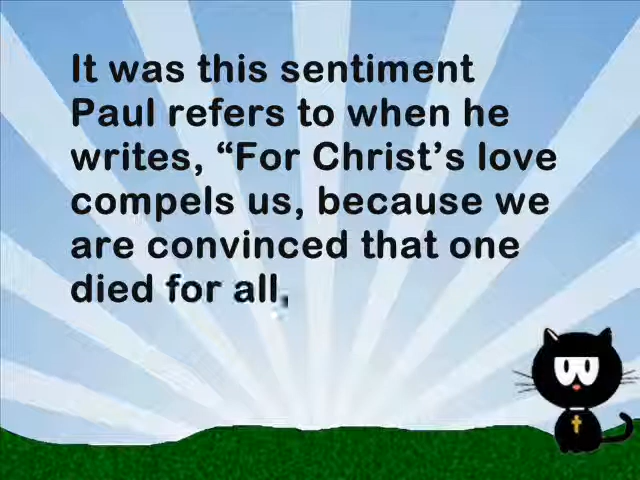 It was this sentiment
Paul refers to when he
writes, “For Christ’s love
compels us, because we
are convinced that one
died for all,